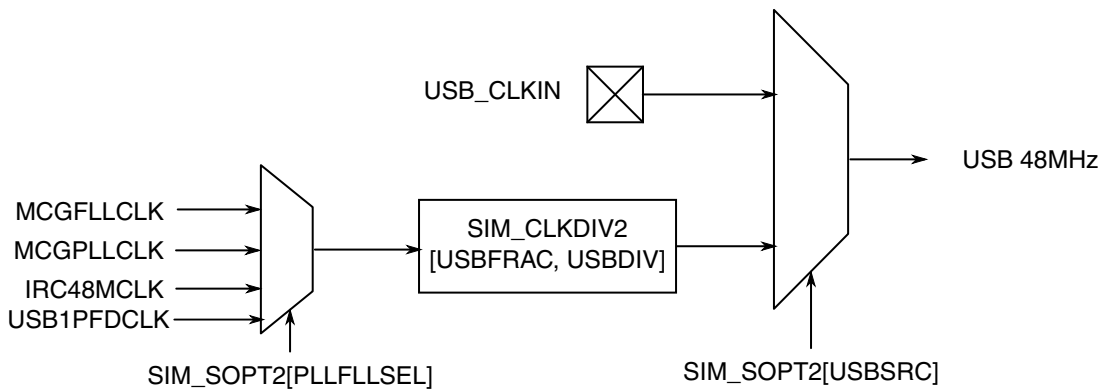 USB_CLKIN
USB 48MHz
MCGFLLCLK
MCGPLLCLK
IRC48MCLK
USB1PFDCLK
SIM_CLKDIV2
[USBFRAC, USBDIV]
SIM_SOPT2[PLLFLLSEL]
SIM_SOPT2[USBSRC]